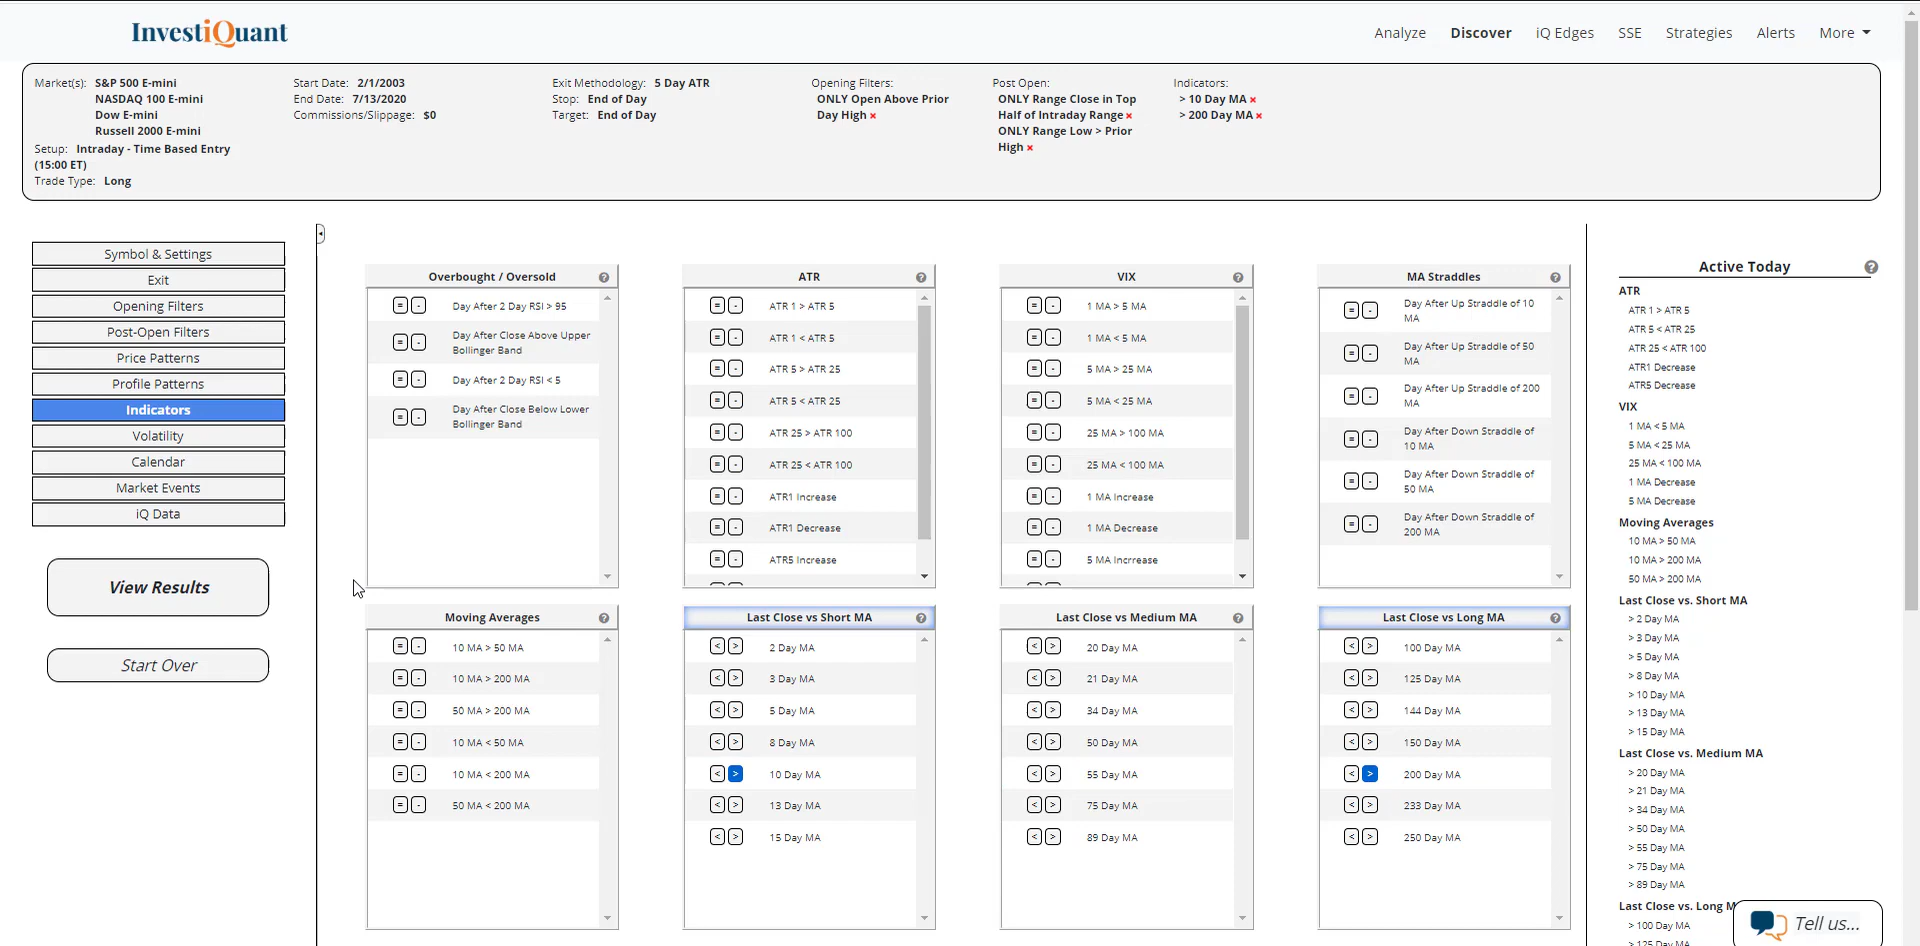 InvestiQuant
Analyze Discover iQ Edges SSE Strategies Alerts More
Market(s): S&P 500 E-mini
NASDAQ 100 E-mini
Dow E-mini
Russell 2000 E-mini
Setup: Intraday - Time Based Entry
(15:00 ET)
Trade Type: Long
Start Date: 2/1/2003
End Date: 7/13/2020
Commissions/Slippage: $0
Exit Methodology: 5 Day ATR
Stop: End of Day
Target: End of Day
Opening Filters:
ONLY Open Above Prior
Day High ×
Post Open:
ONLY Range Close in Top
Half of Intraday Range ×
ONLY Range Low > Prior
High ×
Indicators:
> 10 Day MA ×
> 200 Day MA ×
Symbol & Settings
Exit
Opening Filters
Post-Open Filters
Price Patterns
Profile Patterns
Indicators
Volatility
Calendar
Market Events
iQ Data
View Results
Start Over
Overbought / Oversold ?
= - Day After 2 Day RSI > 95
= - Day After Close Above Upper
Bollinger Band
= - Day After 2 Day RSI < 5
= - Day After Close Below Lower
Bollinger Band
ATR ?
= - ATR 1 > ATR 5
= - ATR 1 < ATR 5
= - ATR 5 > ATR 25
= - ATR 5 < ATR 25
= - ATR 25 > ATR 100
= - ATR 25 < ATR 100
= - ATR1 Increase
= - ATR1 Decrease
= - ATR5 Increase
VIX ?
= - 1 MA > 5 MA
= - 1 MA < 5 MA
= - 5 MA > 25 MA
= - 5 MA < 25 MA
= - 25 MA > 100 MA
= - 25 MA < 100 MA
= - 1 MA Increase
= - 1 MA Decrease
= - 5 MA Incrrease
MA Straddles ?
= - Day After Up Straddle of 10
MA
= - Day After Up Straddle of 50
MA
= - Day After Up Straddle of 200
MA
= - Day After Down Straddle of
10 MA
= - Day After Down Straddle of
50 MA
= - Day After Down Straddle of
200 MA
Moving Averages ?
= - 10 MA > 50 MA
= - 10 MA > 200 MA
= - 50 MA > 200 MA
= - 10 MA < 50 MA
= - 10 MA < 200 MA
= - 50 MA < 200 MA
Last Close vs Short MA ?
< > 2 Day MA
< > 3 Day MA
< > 5 Day MA
< > 8 Day MA
< > 10 Day MA
< > 13 Day MA
< > 15 Day MA
Last Close vs Medium MA ?
< > 20 Day MA
< > 21 Day MA
< > 34 Day MA
< > 50 Day MA
< > 55 Day MA
< > 75 Day MA
< > 89 Day MA
Last Close vs Long MA ?
< > 100 Day MA
< > 125 Day MA
< > 144 Day MA
< > 150 Day MA
< > 200 Day MA
< > 233 Day MA
< > 250 Day MA
Active Today ?
ATR
ATR 1 > ATR 5
ATR 5 < ATR 25
ATR 25 < ATR 100
ATR1 Decrease
ATR5 Decrease
VIX
1 MA < 5 MA
5 MA < 25 MA
25 MA < 100 MA
1 MA Decrease
5 MA Decrease
Moving Averages
10 MA > 50 MA
10 MA > 200 MA
50 MA > 200 MA
Last Close vs. Short MA
> 2 Day MA
> 3 Day MA
> 5 Day MA
> 8 Day MA
> 10 Day MA
> 13 Day MA
> 15 Day MA
Last Close vs. Medium MA
> 20 Day MA
> 21 Day MA
> 34 Day MA
> 50 Day MA
> 55 Day MA
> 75 Day MA
> 89 Day MA
Last Close vs. Long M
> 100 Day MA
> 125 Day MA
Tell us...